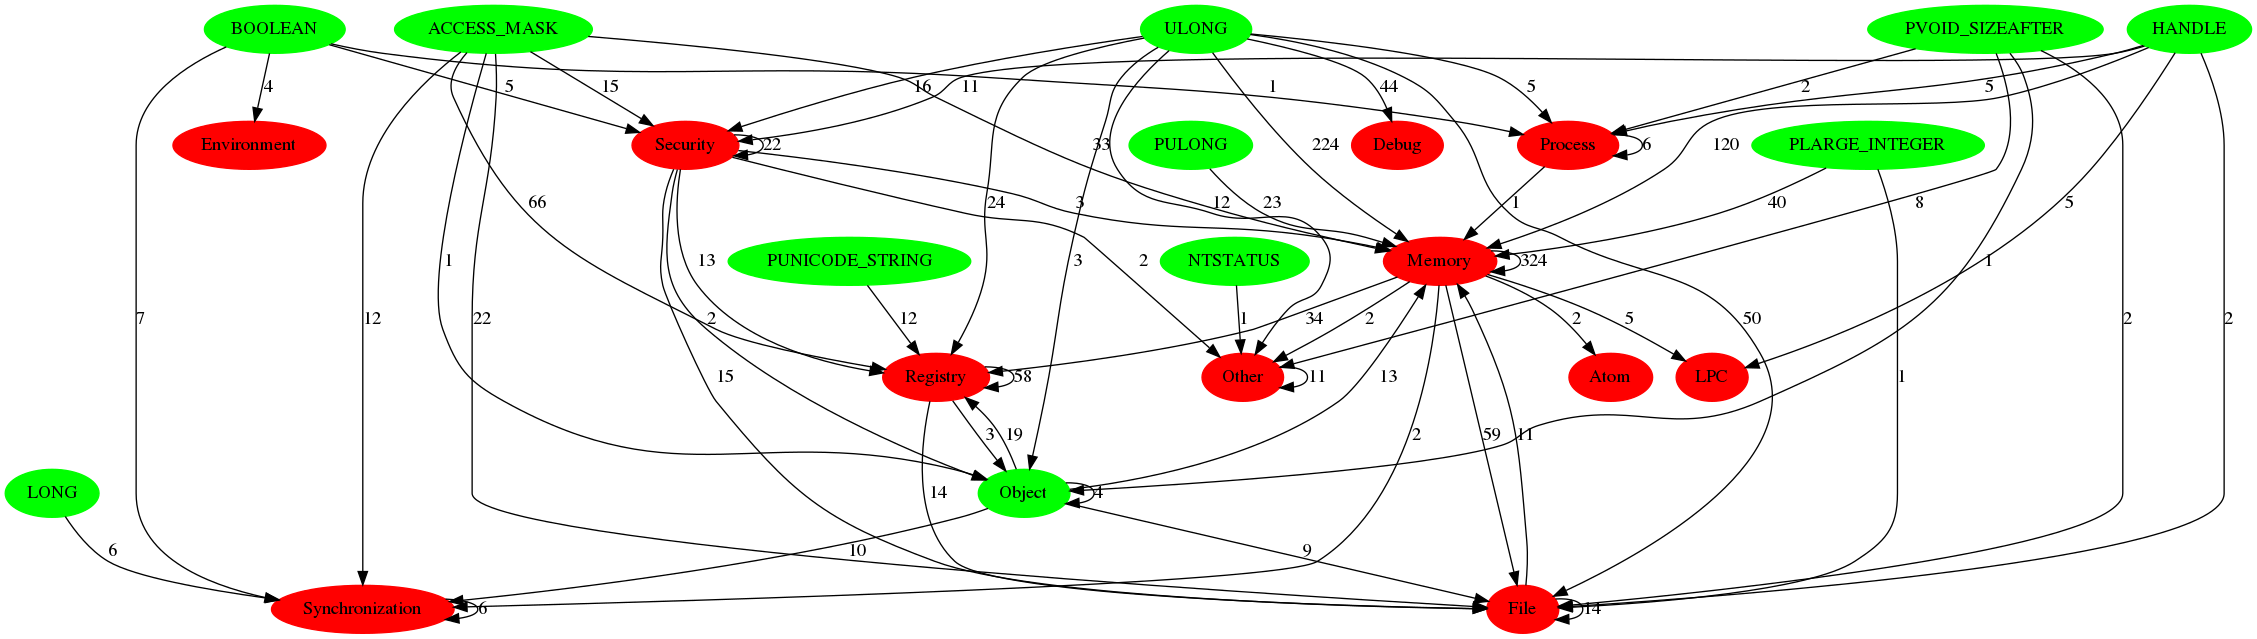 BOOLEAN ACCESS_MASK ULONG PVOID_SIZEAFTER HANDLE
4 5 15 16 11 1 44 5 2 5
Environment Security 22 33 PULONG 224 Debug Process 6 120 PLARGE_INTEGER
66 13 24 3 12 23 1 40 8 5
1 PUNICODE_STRING 3 2 NTSTATUS Memory 324 1
7 12 22 2 12 1 34 2 2 5 50 2 2
15 Registry 58 Other 11 13 Atom LPC 1
3 19 2 59 11
LONG 14 Object 4
6 10 9
Synchronization 6 File 14